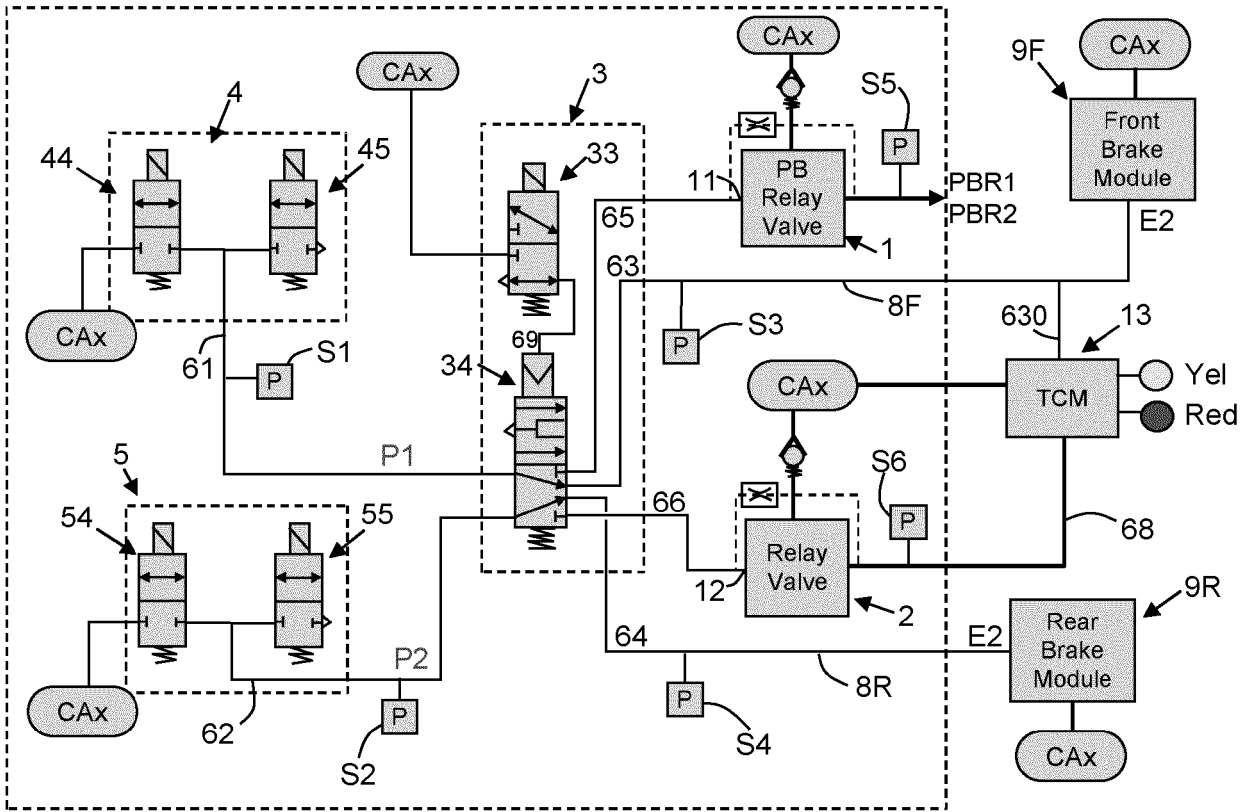 CAx
4
44
45
CAx
61
S1
P
CAx
3
33
69
34
P1
5
54
55
CAx
62
P2
P
S2
CAx
11
PB
Relay
Valve
1
65
S5
P
PBR1
PBR2
63
8F
P
S3
CAx
9F
Front
Brake
Module
E2
630
13
TCM
Yel
Red
CAx
66
12
Relay
Valve
2
S6
P
68
64
8R
P
S4
E2
9R
Rear
Brake
Module
CAx